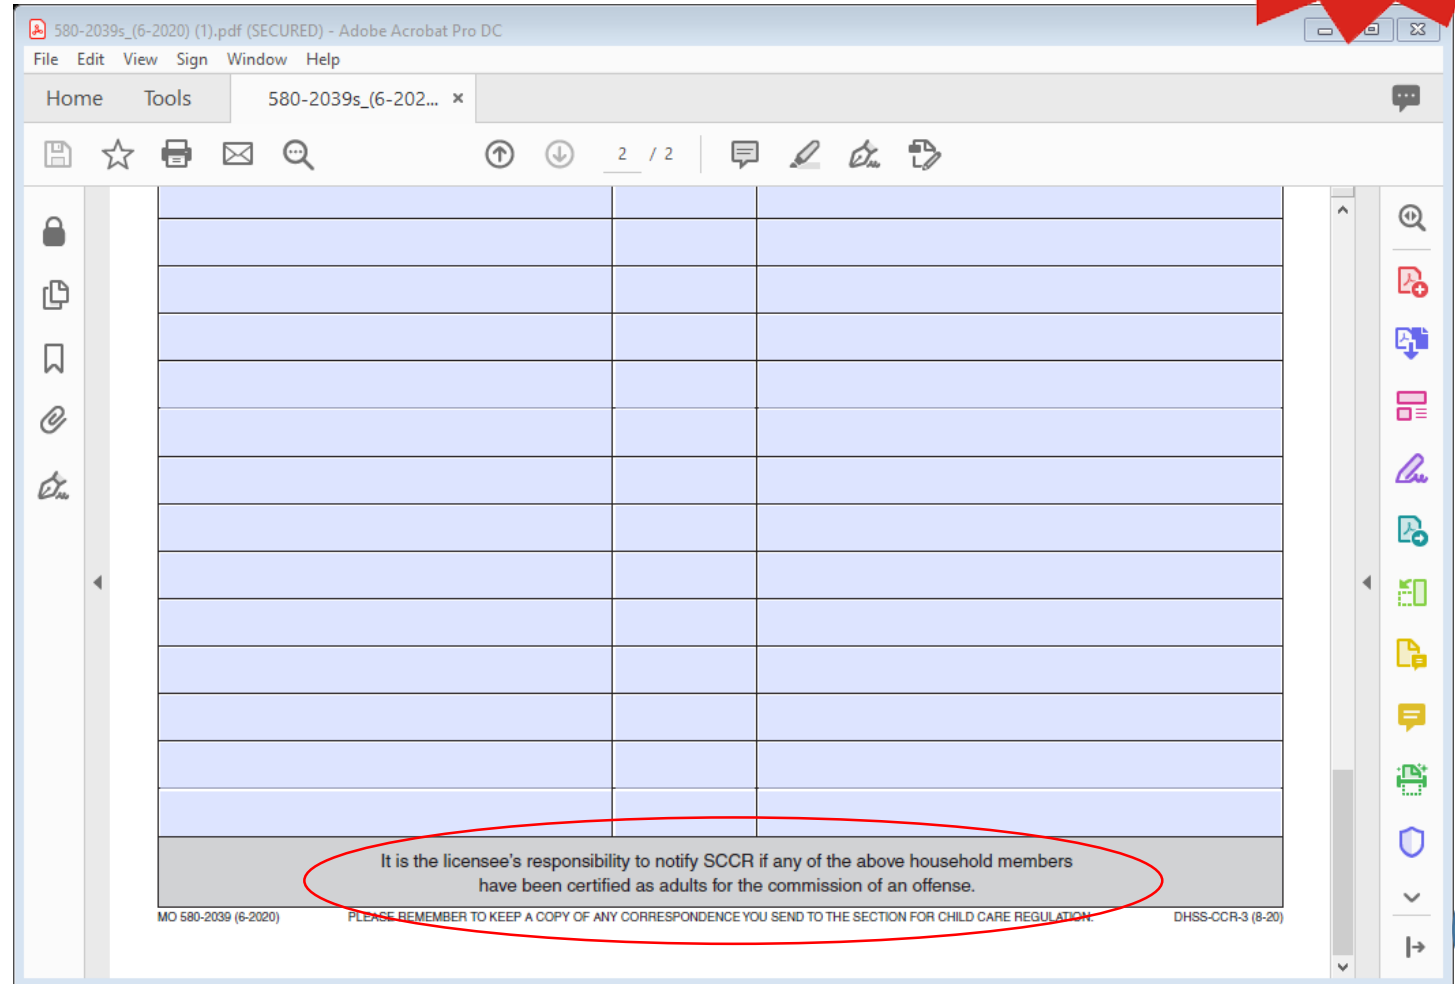 580-2039s_(6-2020) (1).pdf (SECURED) - Adobe Acrobat Pro DC
File Edit View Sign Window Help
Home Tools 580-2039s_(6-202... ×
2 / 2
It is the licensee's responsibility to notify SCCR if any of the above household members
have been certified as adults for the commission of an offense.
MO 580-2039 (6-2020) PLEASE REMEMBER TO KEEP A COPY OF ANY CORRESPONDENCE YOU SEND TO THE SECTION FOR CHILD CARE REGULATION. DHSS-CCR-3 (8-20)